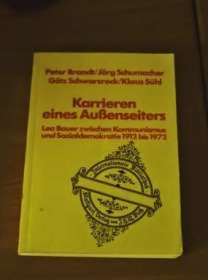 Peter Brandt/Jörg Schumacher
Götz Schwarzrock/Klaus Sühl
Karrieren
eines Außenseiters
Leo Bauer zwischen Kommunismus
und Sozialdemokratie 1912 bis 1972